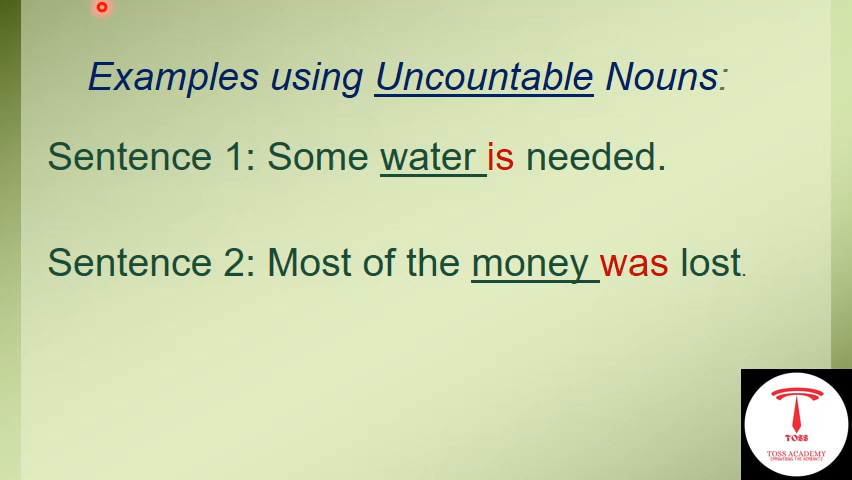 Examples using Uncountable Nouns:
Sentence 1: Some water is needed.
Sentence 2: Most of the money was lost.
TOSS
TOSS ACADEMY